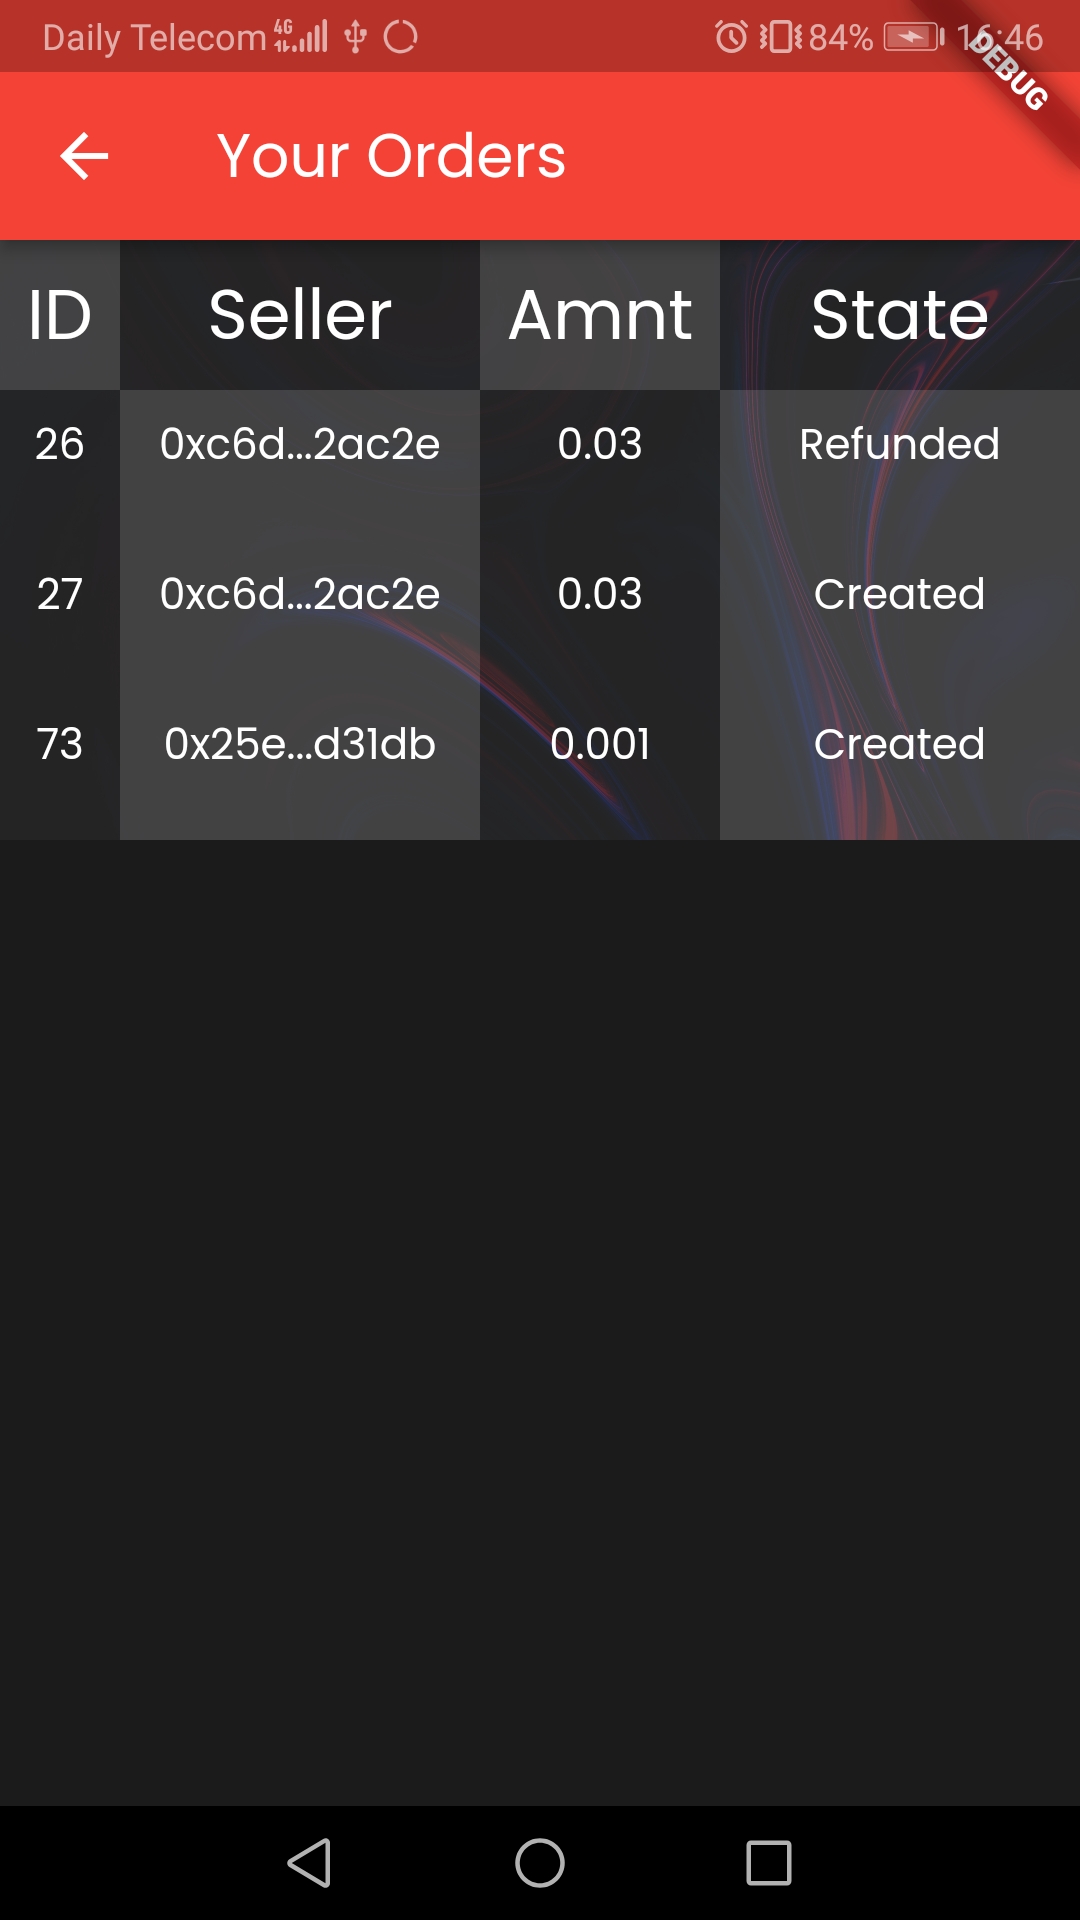 Daily Telecom 4G 84% 16:46
DEBUG
Your Orders
ID Seller Amnt State
26 0xc6d...2ac2e 0.03 Refunded
27 0xc6d...2ac2e 0.03 Created
73 0x25e...d31db 0.001 Created